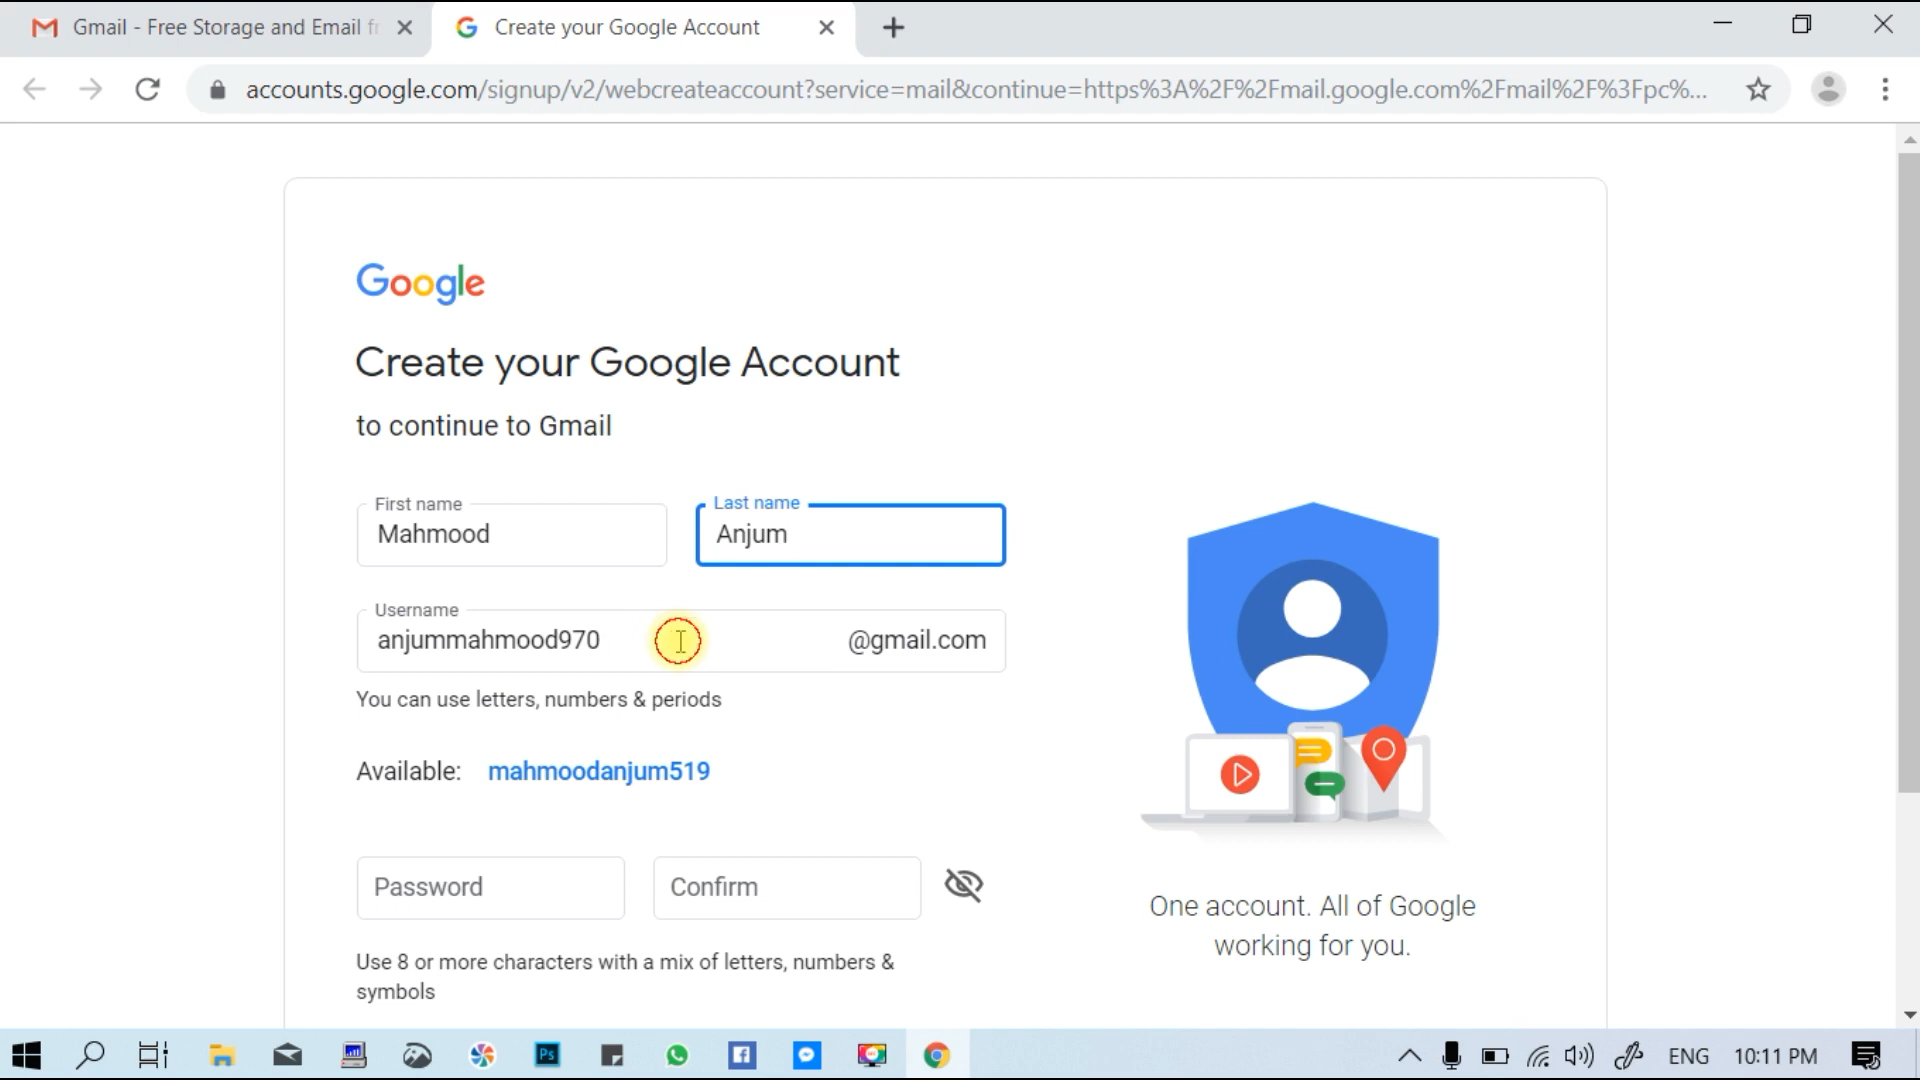 Gmail - Free Storage and Email fr
Create your Google Account
accounts.google.com/signup/v2/webcreateaccount?service=mail&continue=https%3A%2F%2Fmail.google.com%2Fmail%2F%3Fpc%...
Google
Create your Google Account
to continue to Gmail
First name
Mahmood
Last name
Anjum
Username
anjummahmood970
@gmail.com
You can use letters, numbers & periods
Available: mahmoodanjum519
Password
Confirm
Use 8 or more characters with a mix of letters, numbers &
symbols
One account. All of Google
working for you.
Ps
ENG
10:11 PM